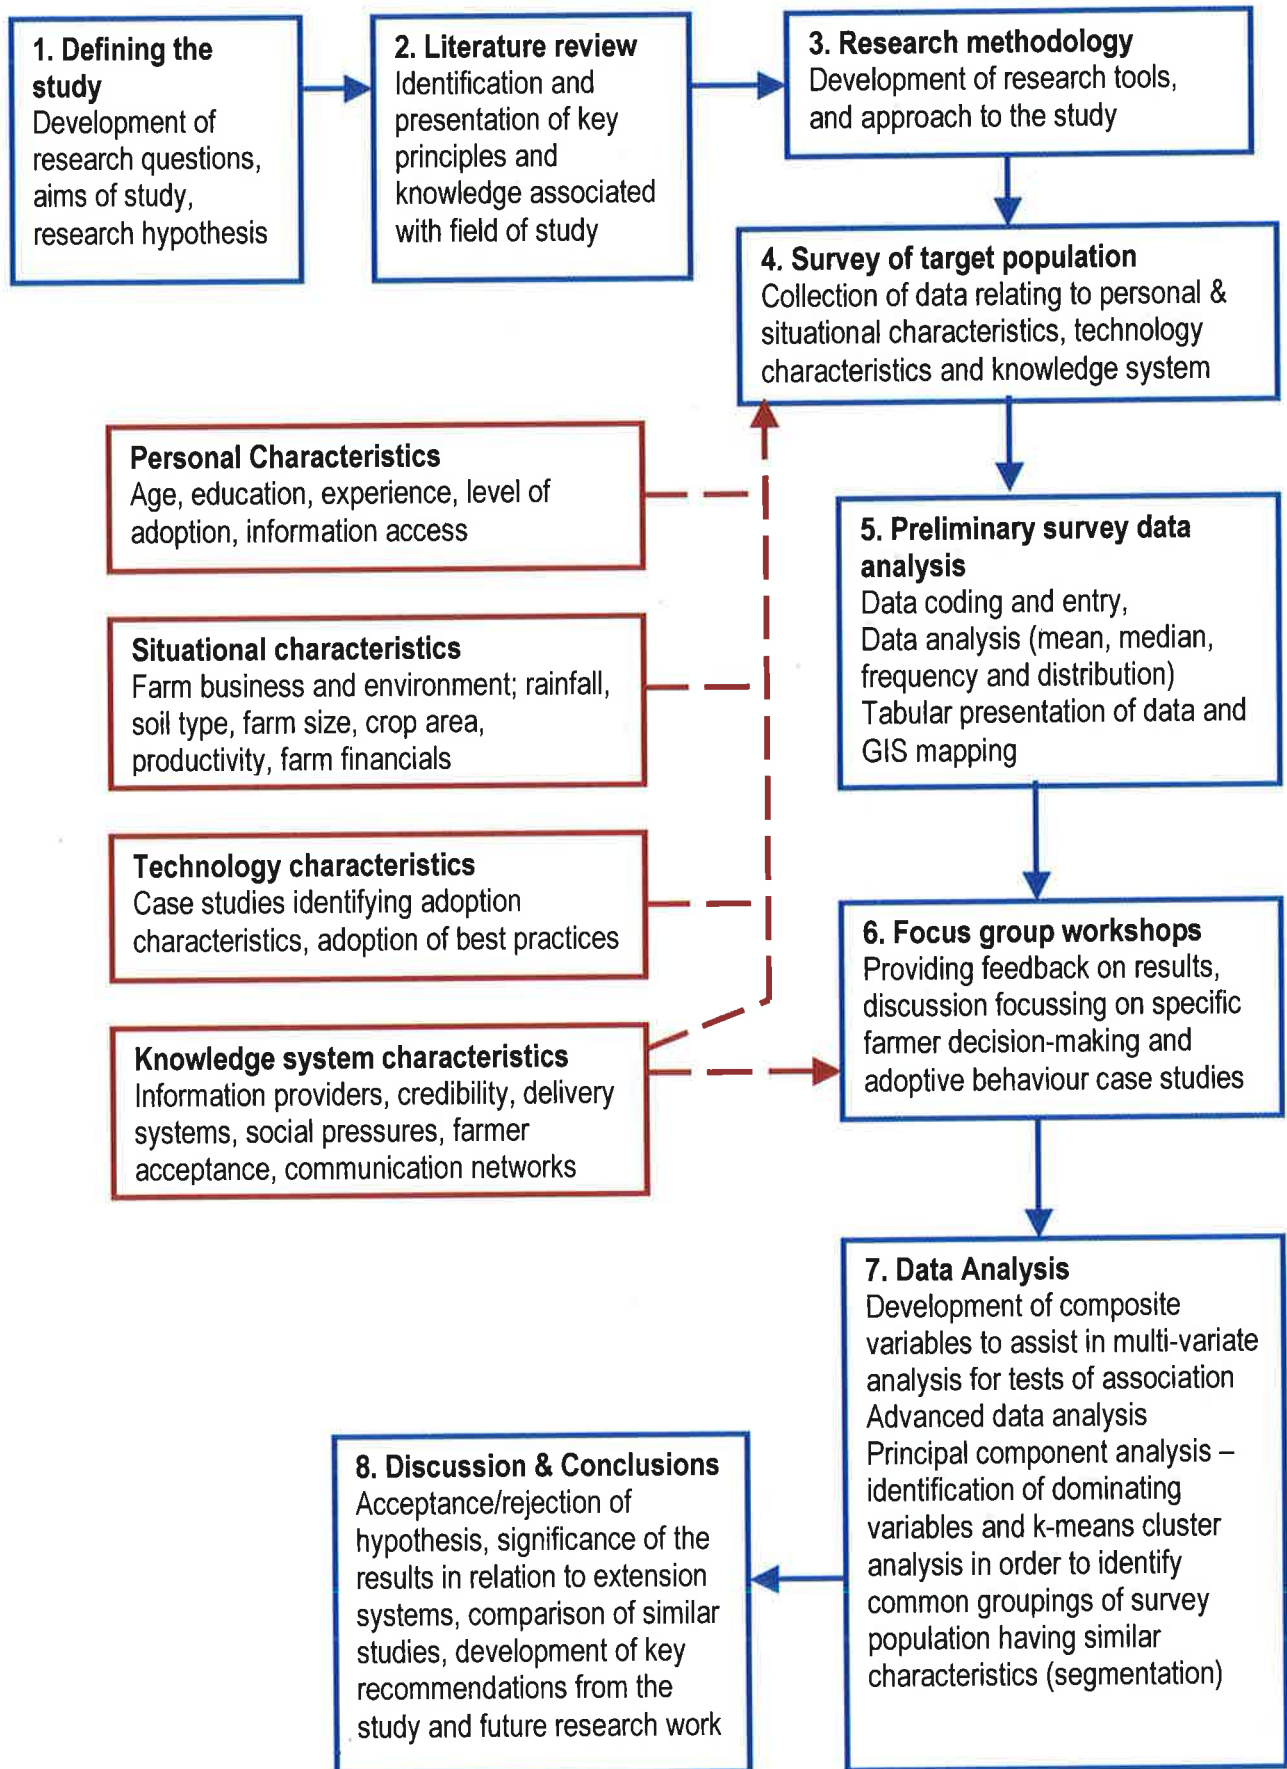 1. Defining the
study
Development of
research questions,
aims of study,
research hypothesis
2. Literature review
Identification and
presentation of key
principles and
knowledge associated
with field of study
3. Research methodology
Development of research tools,
and approach to the study
4. Survey of target population
Collection of data relating to personal &
situational characteristics, technology
characteristics and knowledge system
Personal Characteristics
Age, education, experience, level of
adoption, information access
Situational characteristics
Farm business and environment; rainfall,
soil type, farm size, crop area,
productivity, farm financials
Technology characteristics
Case studies identifying adoption
characteristics, adoption of best practices
Knowledge system characteristics
Information providers, credibility, delivery
systems, social pressures, farmer
acceptance, communication networks
5. Preliminary survey data
analysis
Data coding and entry,
Data analysis (mean, median,
frequency and distribution)
Tabular presentation of data and
GIS mapping
6. Focus group workshops
Providing feedback on results,
discussion focussing on specific
farmer decision-making and
adoptive behaviour case studies
7. Data Analysis
Development of composite
variables to assist in multi-variate
analysis for tests of association
Advanced data analysis
Principal component analysis –
identification of dominating
variables and k-means cluster
analysis in order to identify
common groupings of survey
population having similar
characteristics (segmentation)
8. Discussion & Conclusions
Acceptance/rejection of
hypothesis, significance of the
results in relation to extension
systems, comparison of similar
studies, development of key
recommendations from the
study and future research work